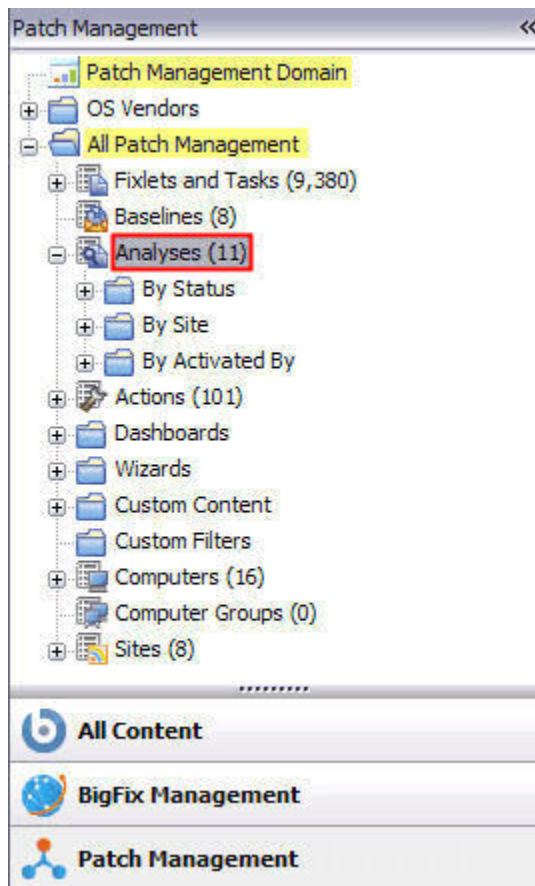 Patch Management
Patch Management Domain
OS Vendors
All Patch Management
Fixlets and Tasks (9,380)
Baselines (8)
Analyses (11)
By Status
By Site
By Activated By
Actions (101)
Dashboards
Wizards
Custom Content
Custom Filters
Computers (16)
Computer Groups (0)
Sites (8)
All Content
BigFix Management
Patch Management